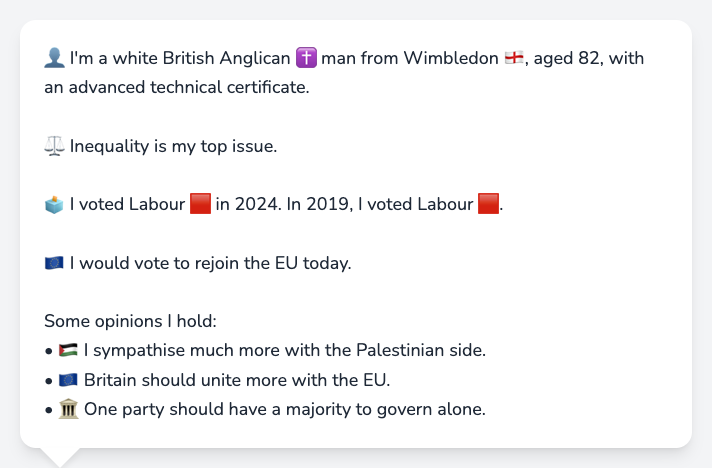 👤 I'm a white British Anglican ✝️ man from Wimbledon 🏴󠁧󠁢󠁥󠁮󠁧󠁿, aged 82, with
an advanced technical certificate.
⚖️ Inequality is my top issue.
🗳️ I voted Labour 🟥 in 2024. In 2019, I voted Labour 🟥.
🇪🇺 I would vote to rejoin the EU today.
Some opinions I hold:
• 🇵🇸 I sympathise much more with the Palestinian side.
• 🇪🇺 Britain should unite more with the EU.
• 🏛️ One party should have a majority to govern alone.